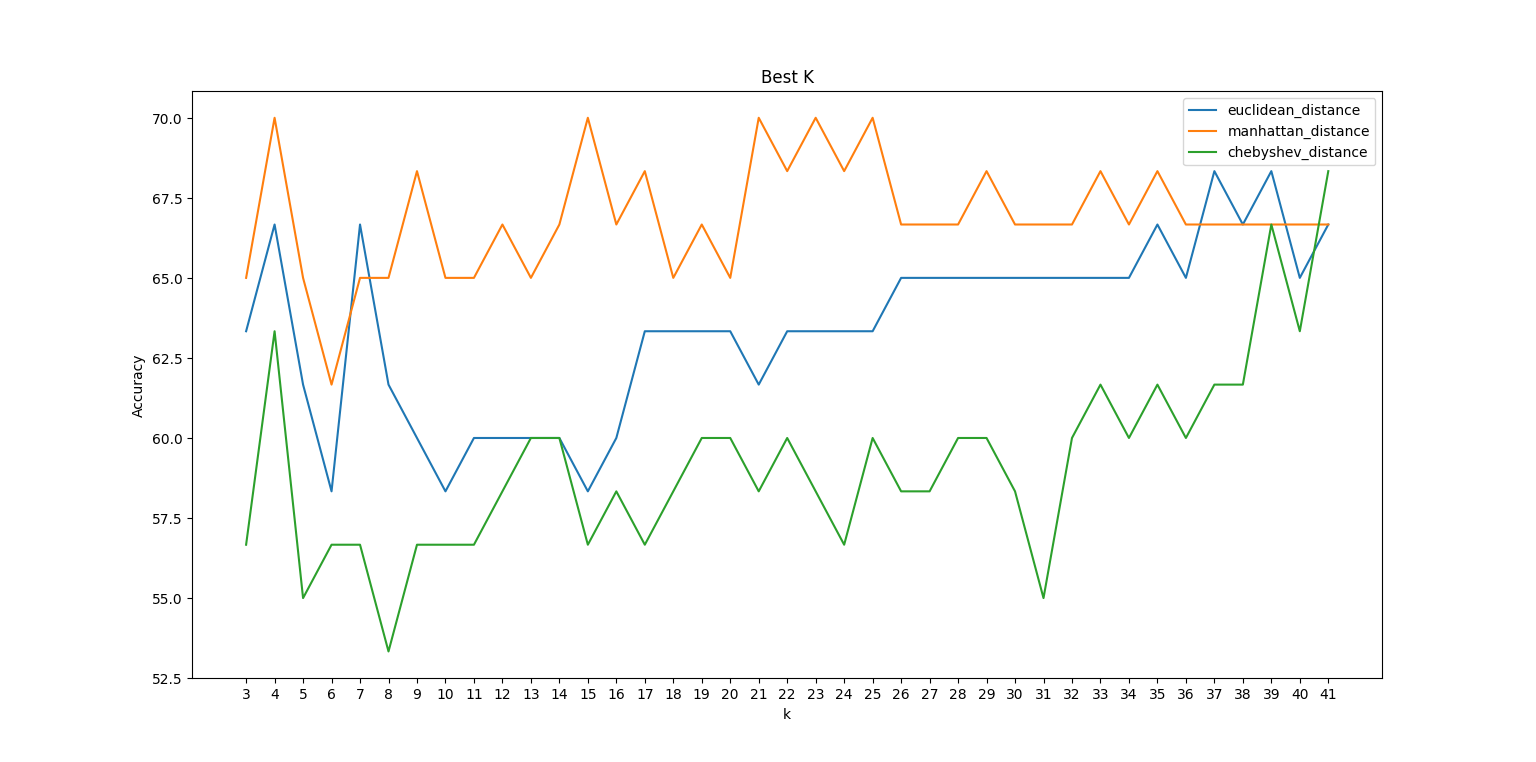 Best K
euclidean_distance
manhattan_distance
chebyshev_distance
Accuracy
70.0
67.5
65.0
62.5
60.0
57.5
55.0
52.5
3 4 5 6 7 8 9 10 11 12 13 14 15 16 17 18 19 20 21 22 23 24 25 26 27 28 29 30 31 32 33 34 35 36 37 38 39 40 41
k